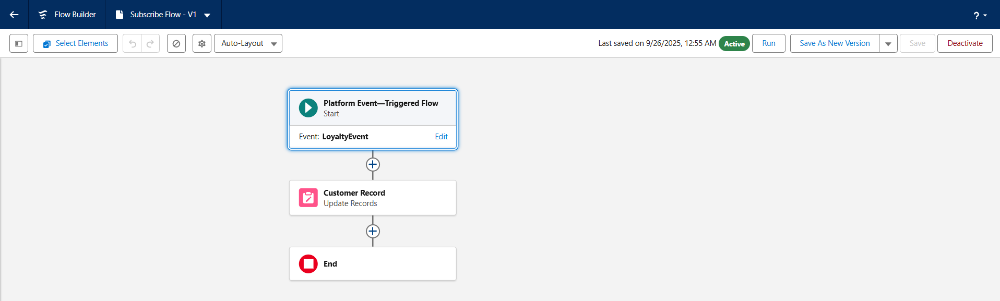 Flow Builder
Subscribe Flow - V1
?
Select Elements
Auto-Layout
Last saved on 9/26/2025, 12:55 AM
Active
Run
Save As New Version
Save
Deactivate
Platform Event—Triggered Flow
Start
Event: LoyaltyEvent
Edit
Customer Record
Update Records
End